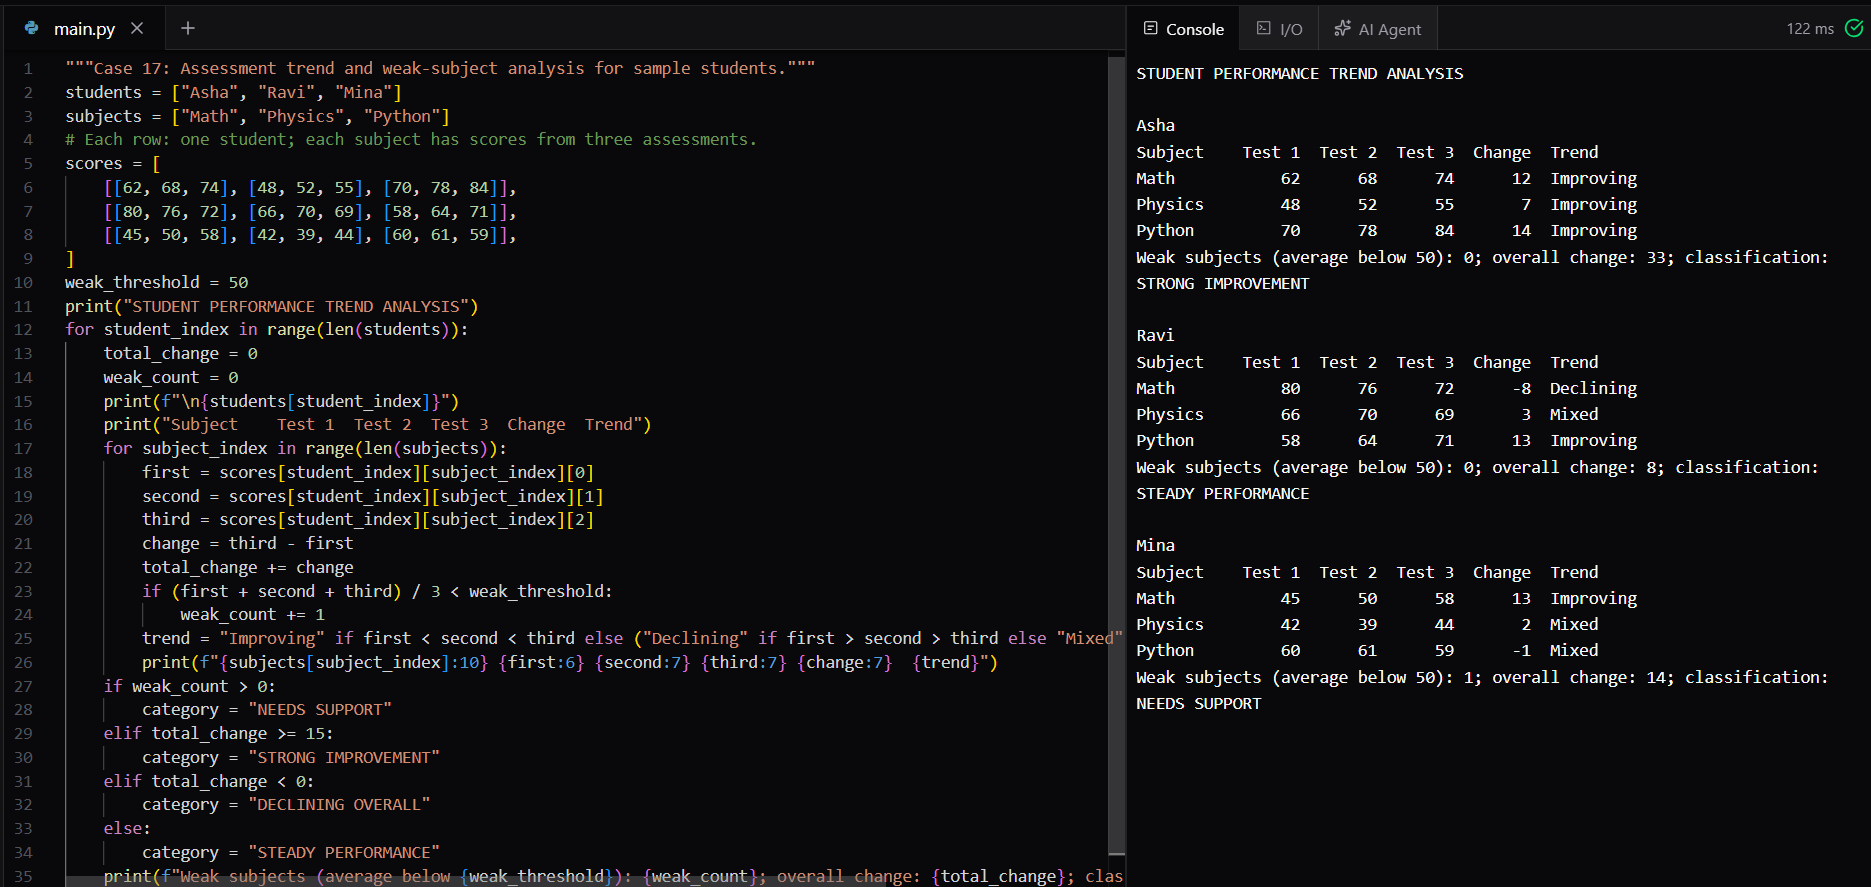 main.py
"""Case 17: Assessment trend and weak-subject analysis for sample students."""
students = ["Asha", "Ravi", "Mina"]
subjects = ["Math", "Physics", "Python"]
# Each row: one student; each subject has scores from three assessments.
scores = [
    [[62, 68, 74], [48, 52, 55], [70, 78, 84]],
    [[80, 76, 72], [66, 70, 69], [58, 64, 71]],
    [[45, 50, 58], [42, 39, 44], [60, 61, 59]],
]
weak_threshold = 50
print("STUDENT PERFORMANCE TREND ANALYSIS")
for student_index in range(len(students)):
    total_change = 0
    weak_count = 0
    print(f"\n{students[student_index]}")
    print("Subject    Test 1  Test 2  Test 3  Change  Trend")
    for subject_index in range(len(subjects)):
        first = scores[student_index][subject_index][0]
        second = scores[student_index][subject_index][1]
        third = scores[student_index][subject_index][2]
        change = third - first
        total_change += change
        if (first + second + third) / 3 < weak_threshold:
            weak_count += 1
        trend = "Improving" if first < second < third else ("Declining" if first > second > third else "Mixed"
        print(f"{subjects[subject_index]:10} {first:6} {second:7} {third:7} {change:7}  {trend}")
    if weak_count > 0:
        category = "NEEDS SUPPORT"
    elif total_change >= 15:
        category = "STRONG IMPROVEMENT"
    elif total_change < 0:
        category = "DECLINING OVERALL"
    else:
        category = "STEADY PERFORMANCE"
    print(f"Weak subjects (average below {weak_threshold}): {weak_count}; overall change: {total_change}; clas
Console I/O AI Agent 122 ms
STUDENT PERFORMANCE TREND ANALYSIS
Asha
Subject    Test 1  Test 2  Test 3  Change  Trend
Math           62      68      74      12  Improving
Physics        48      52      55       7  Improving
Python         70      78      84      14  Improving
Weak subjects (average below 50): 0; overall change: 33; classification:
STRONG IMPROVEMENT
Ravi
Subject    Test 1  Test 2  Test 3  Change  Trend
Math           80      76      72      -8  Declining
Physics        66      70      69       3  Mixed
Python         58      64      71      13  Improving
Weak subjects (average below 50): 0; overall change: 8; classification:
STEADY PERFORMANCE
Mina
Subject    Test 1  Test 2  Test 3  Change  Trend
Math           45      50      58      13  Improving
Physics        42      39      44       2  Mixed
Python         60      61      59      -1  Mixed
Weak subjects (average below 50): 1; overall change: 14; classification:
NEEDS SUPPORT